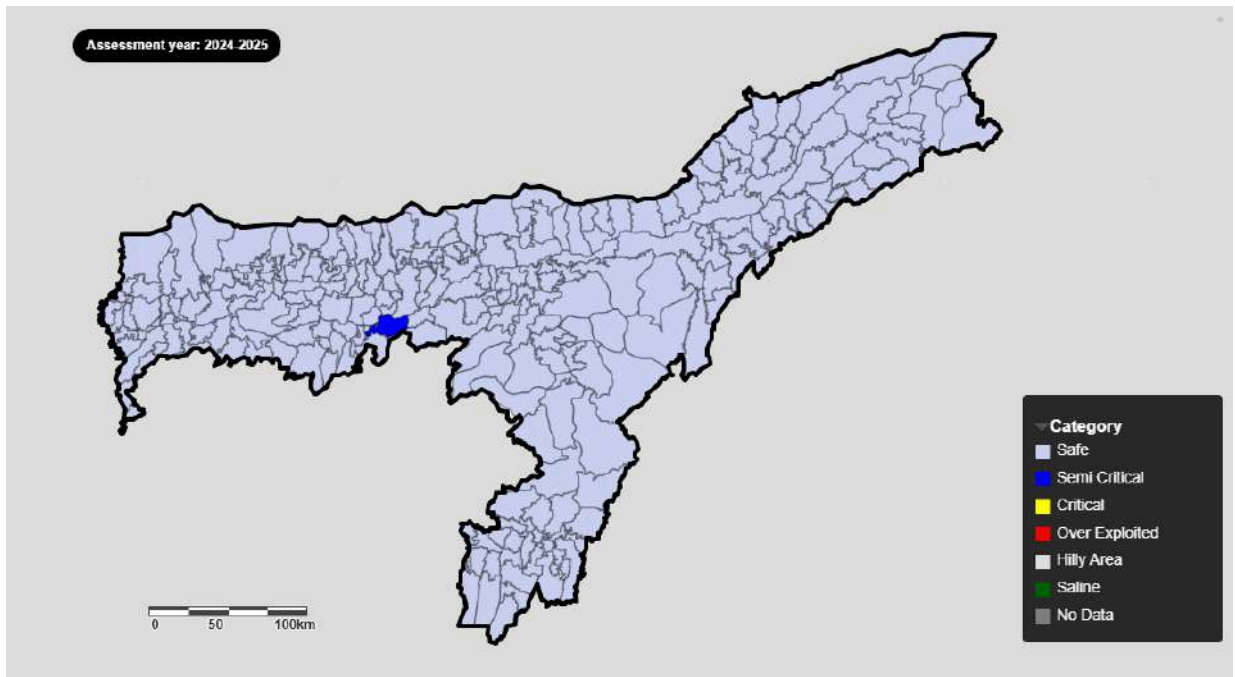 Assessment year: 2024-2025
Category
Safe
Semi Critical
Critical
Over Exploited
Hilly Area
Saline
No Data
0 50 100km